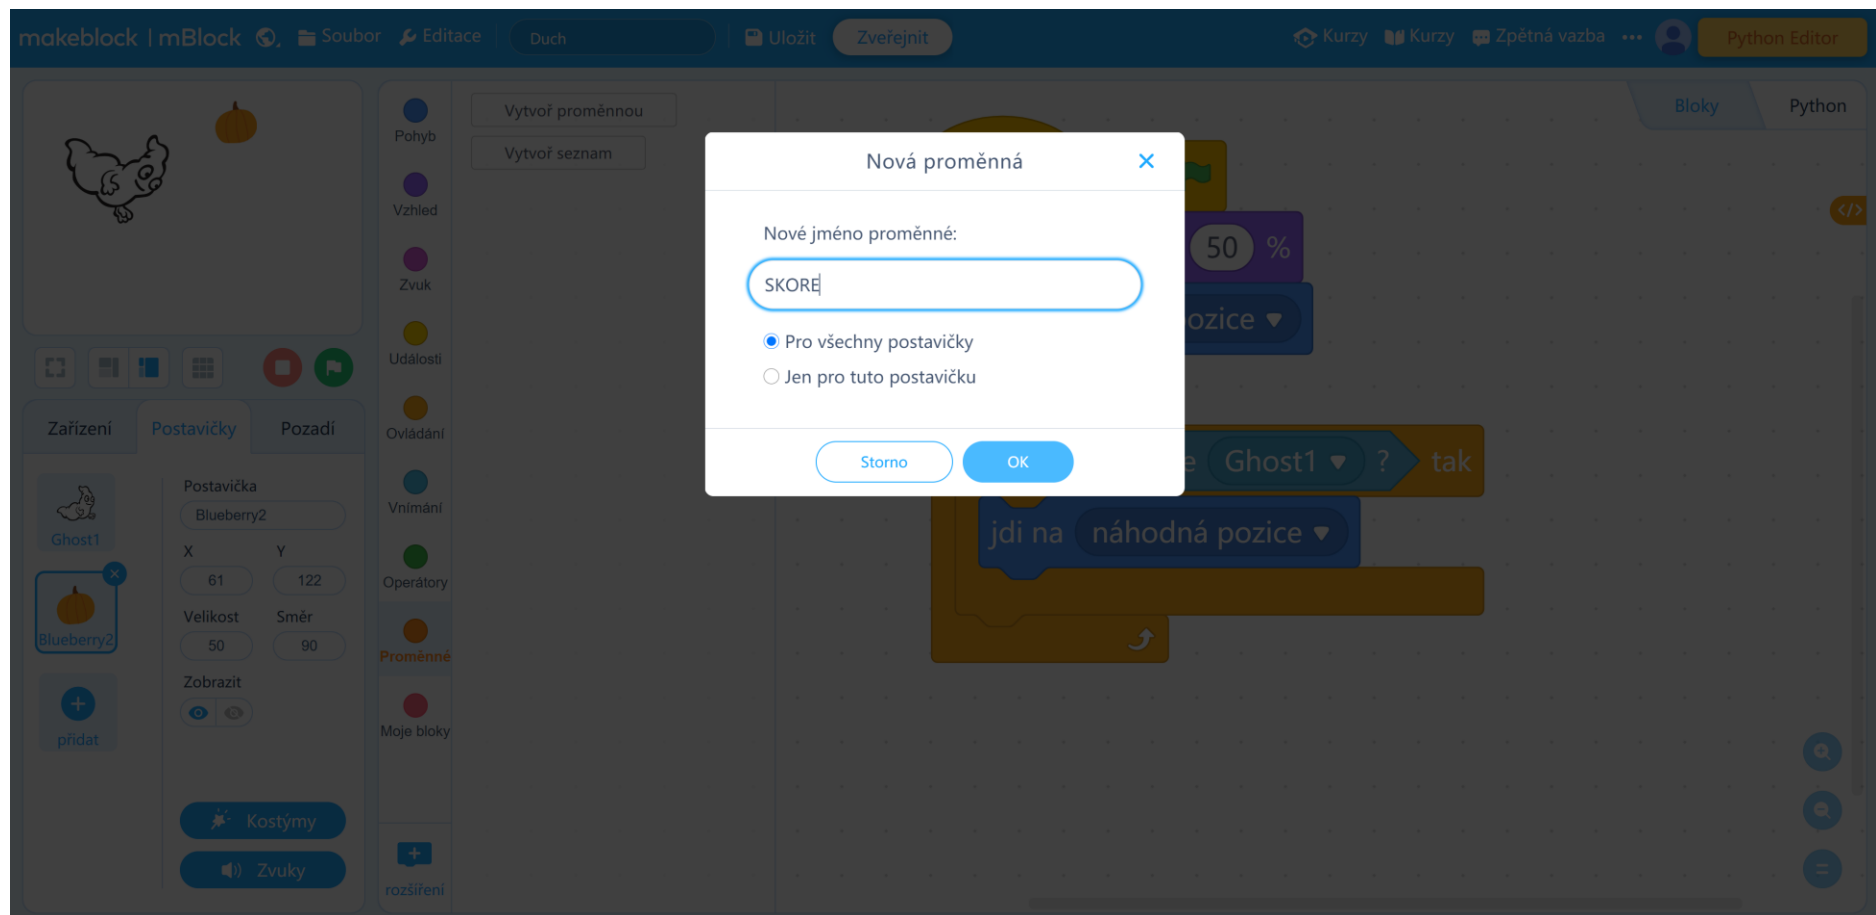 makeblock | mBlock Soubor Editace Duch Uložit Zveřejnit Kurzy Kurzy Zpětná vazba Python Editor
Pohyb
Vzhled
Zvuk
Události
Ovládání
Vnímání
Operátory
Proměnné
Moje bloky
rozšíření
Vytvoř proměnnou
Vytvoř seznam
Bloky Python
</>
Nová proměnná
Nové jméno proměnné:
SKORE
Pro všechny postavičky
Jen pro tuto postavičku
Storno OK
50 %
ozice
e Ghost1 ? tak
jdi na náhodná pozice
Zařízení Postavičky Pozadí
Ghost1
Blueberry2
přidat
Postavička
Blueberry2
X Y
61 122
Velikost Směr
50 90
Zobrazit
Kostýmy
Zvuky